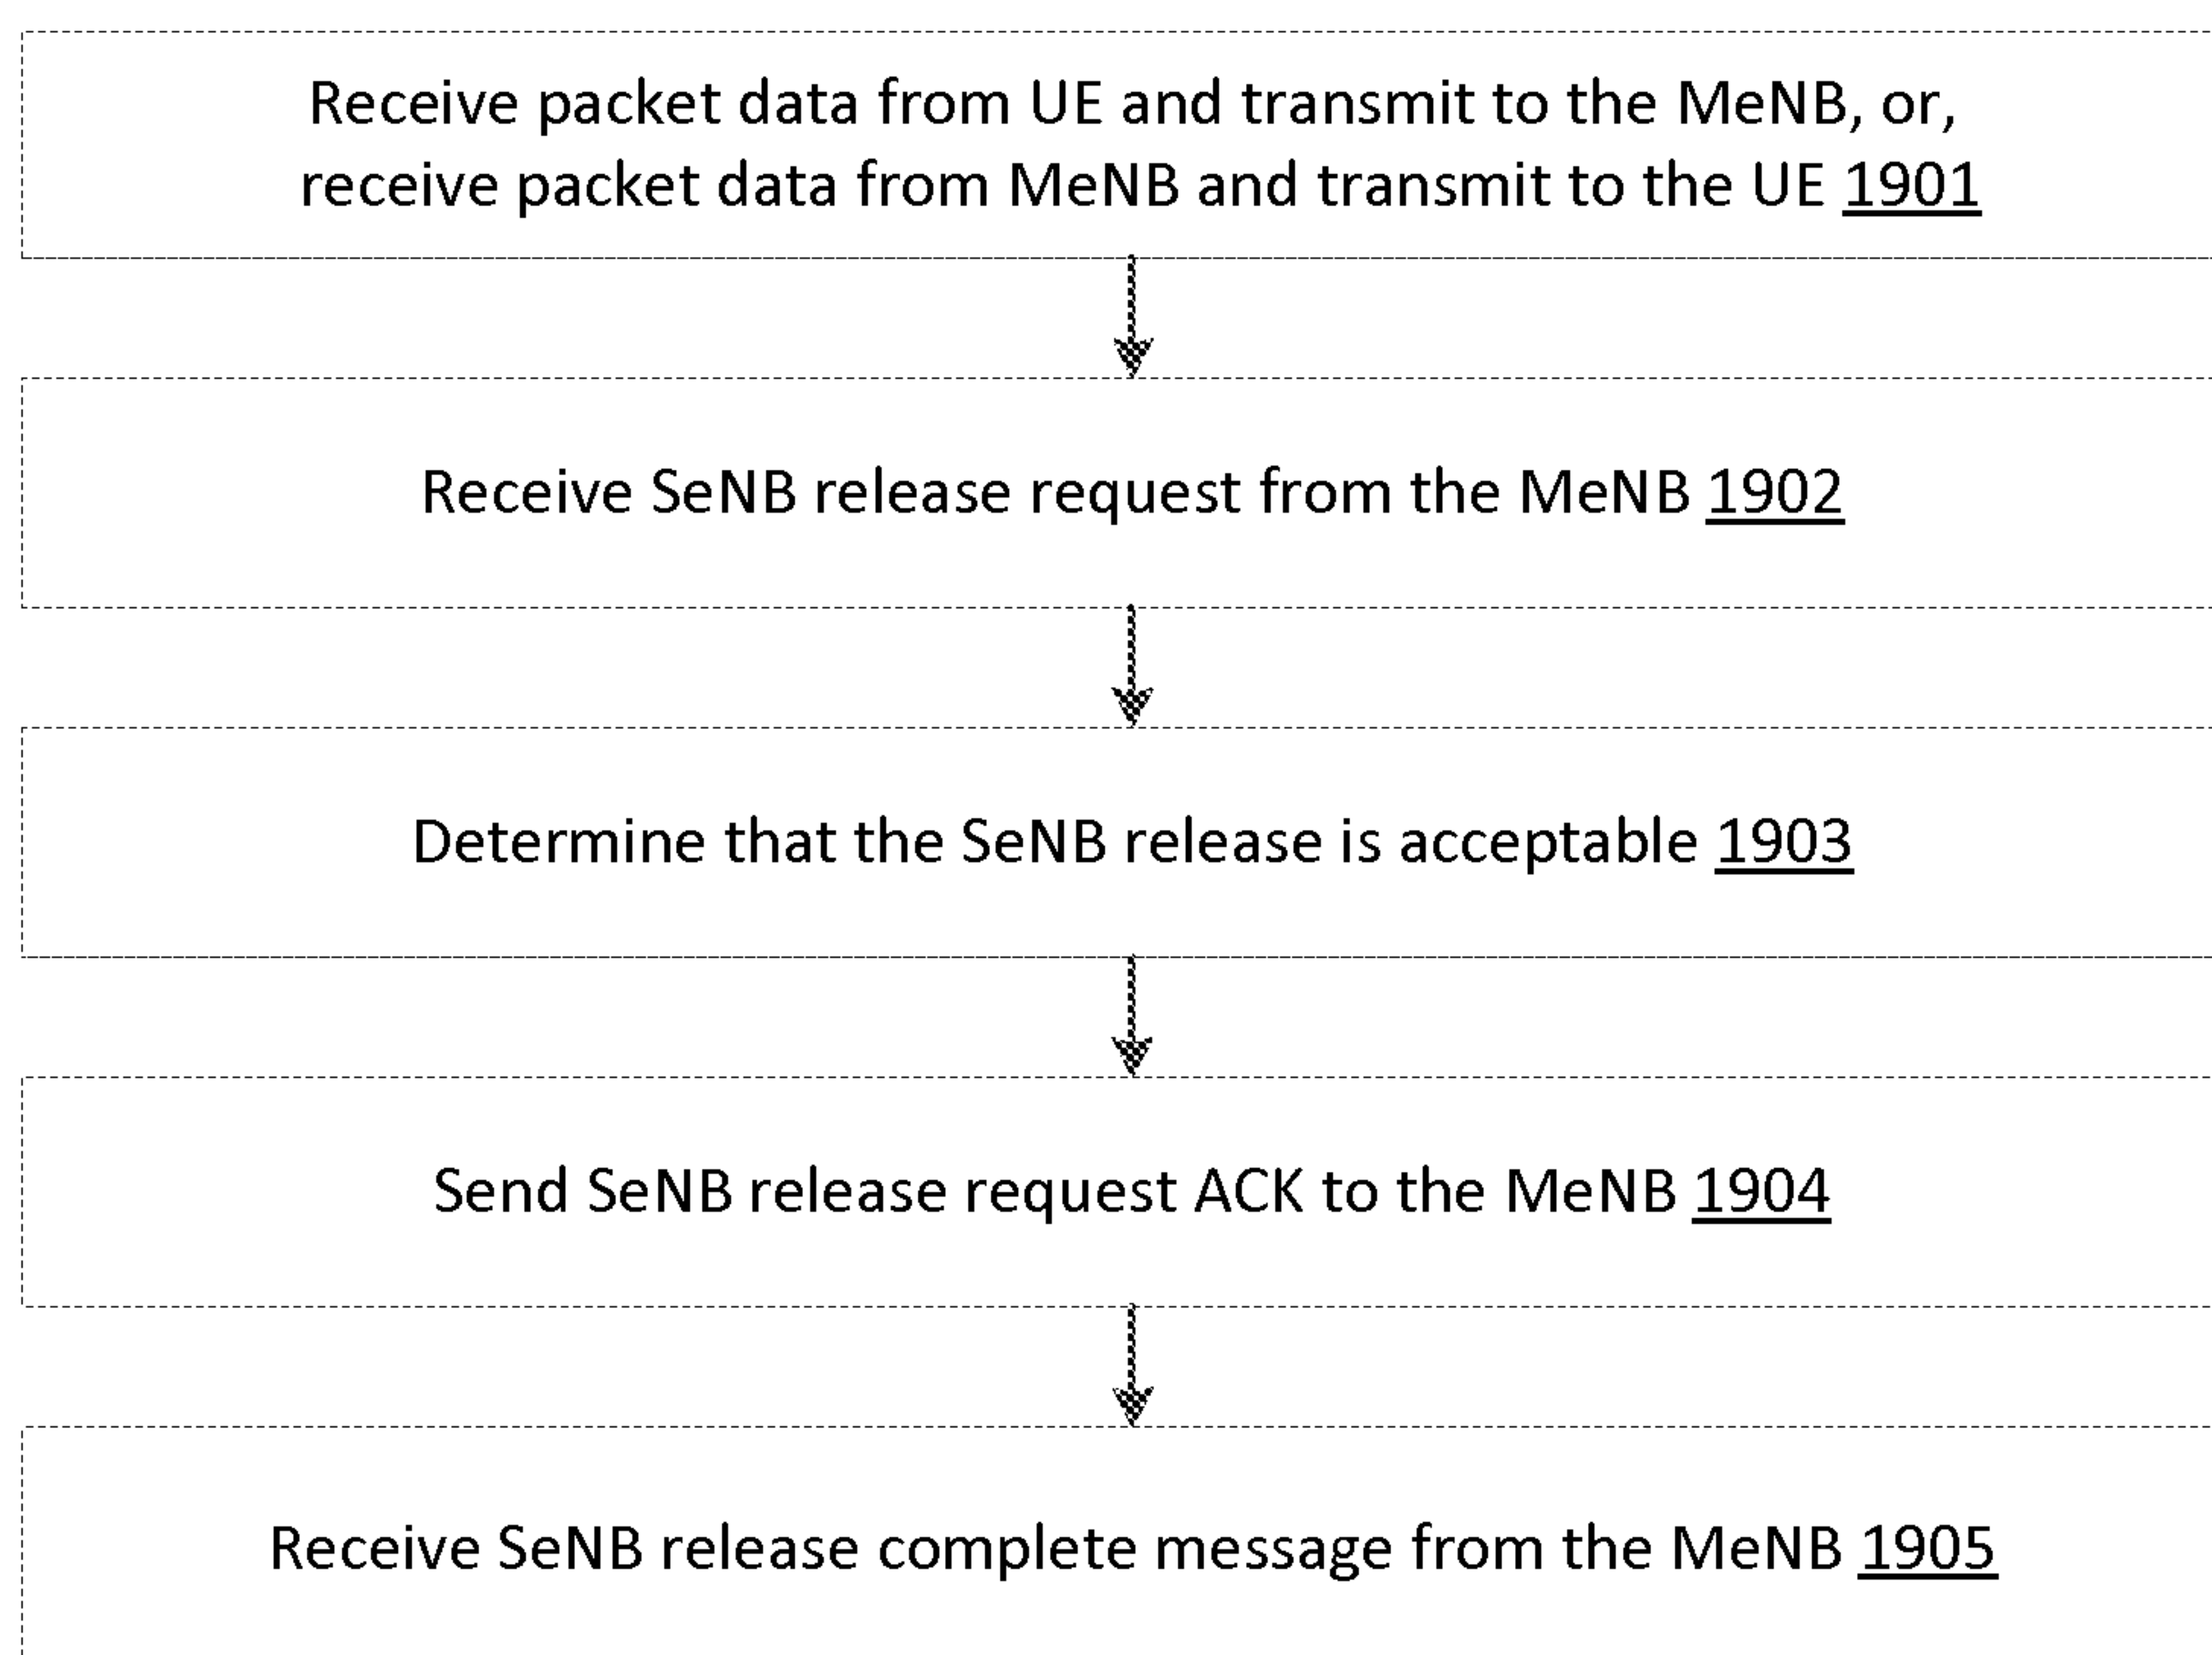 Receive packet data from UE and transmit to the MeNB, or,
receive packet data from MeNB and transmit to the UE 1901
Receive SeNB release request from the MeNB 1902
Determine that the SeNB release is acceptable 1903
Send SeNB release request ACK to the MeNB 1904
Receive SeNB release complete message from the MeNB 1905